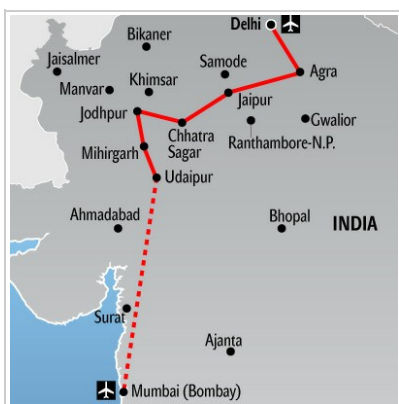 Delhi
Bikaner
Jaisalmer
Samode
Agra
Manvar
Khimsar
Jodhpur
Jaipur
Chhatra
Sagar
Gwalior
Ranthambore-N.P.
Mihirgarh
Udaipur
Ahmadabad
Bhopal
INDIA
Surat
Ajanta
Mumbai (Bombay)